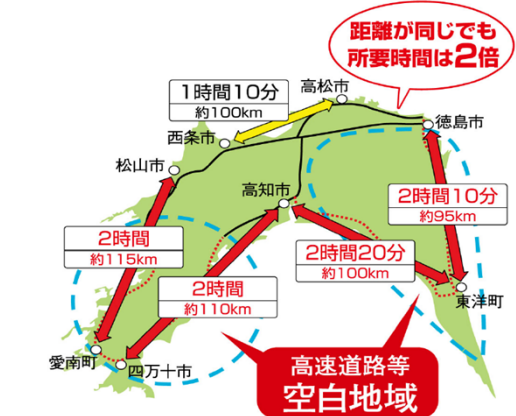 距離が同じでも
所要時間は2倍
1時間10分
約100km
高松市
徳島市
西条市
松山市
高知市
2時間10分
約95km
2時間
約115km
2時間20分
約100km
2時間
約110km
東洋町
愛南町
四万十市
高速道路等
空白地域